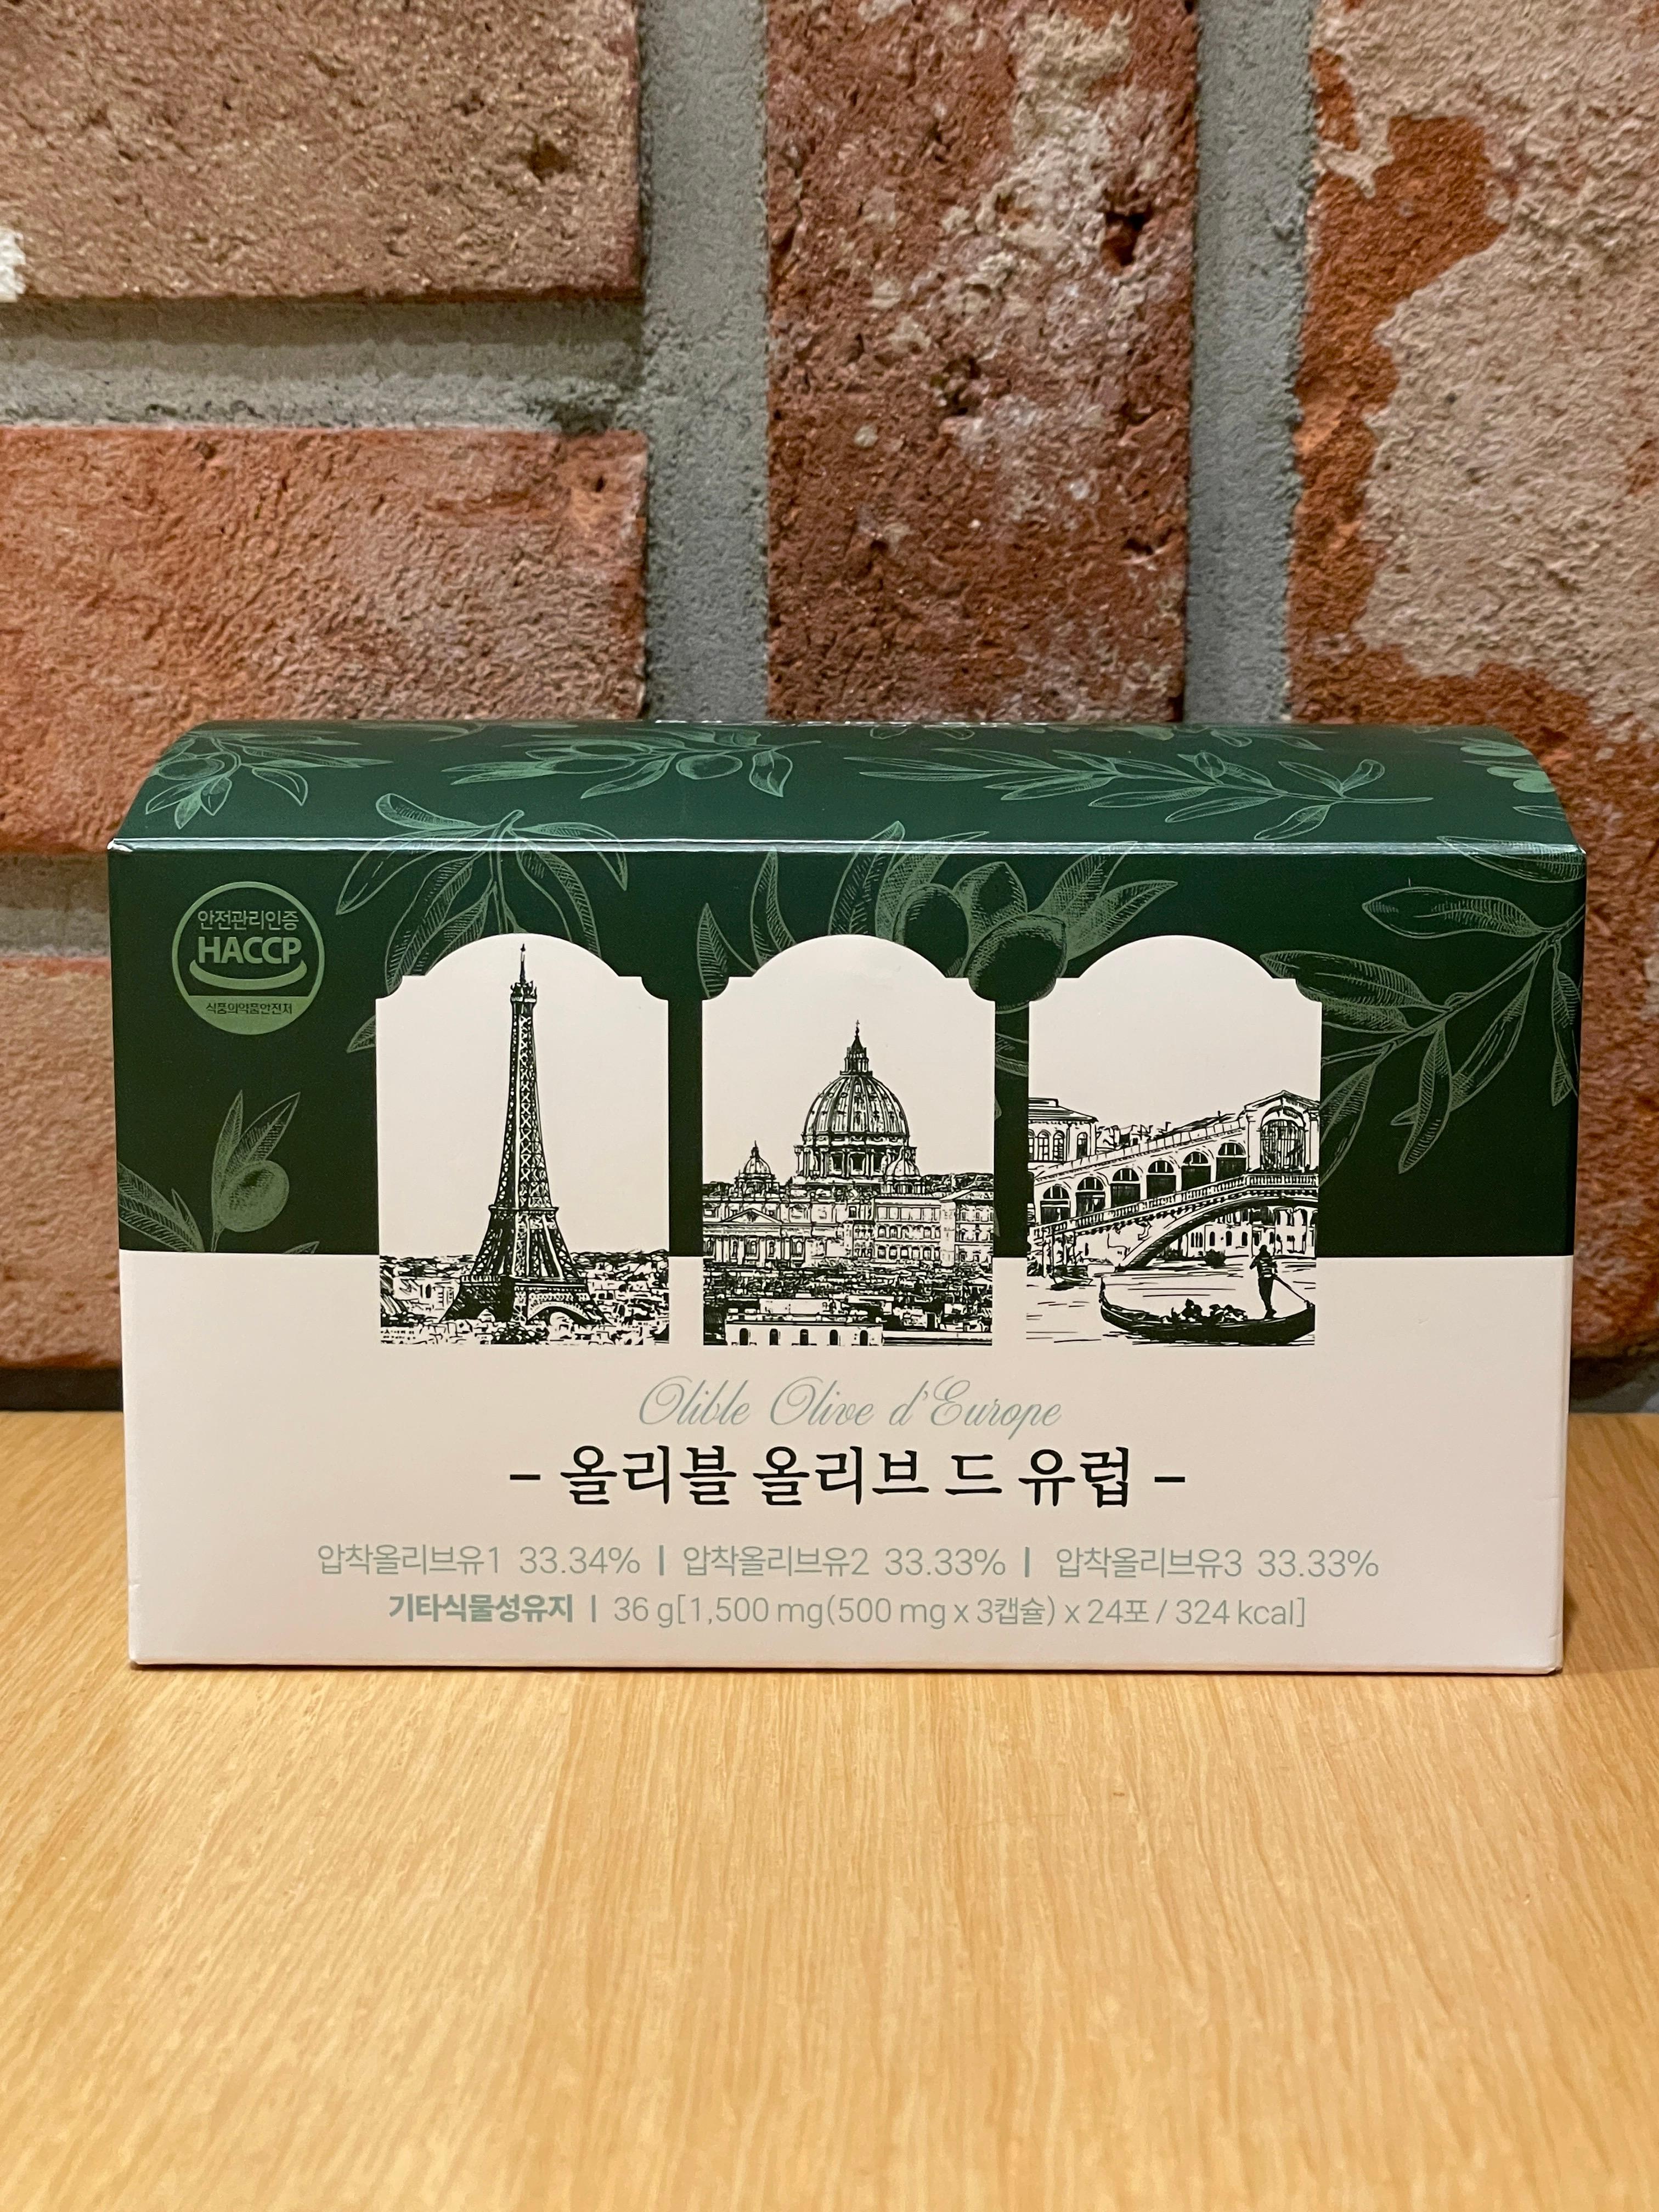 안전관리인증
HACCP
식품의약품안전처
Olible Olive d'Europe
– 올리블 올리브 드 유럽 –
압착올리브유1 33.34% | 압착올리브유2 33.33% | 압착올리브유3 33.33%
기타식물성유지 | 36 g[1,500 mg(500 mg x 3캡슐) x 24포 / 324 kcal]